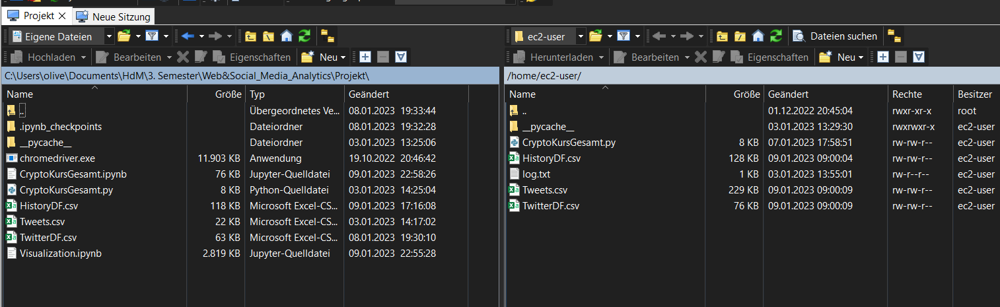 Projekt
Neue Sitzung
Eigene Dateien
Hochladen Bearbeiten Eigenschaften Neu
C:\Users\olive\Documents\HdM\3. Semester\Web&Social_Media_Analytics\Projekt\
Name Größe Typ Geändert
.. Übergeordnetes Ve... 08.01.2023 19:33:44
.ipynb_checkpoints Dateiordner 08.01.2023 19:32:28
__pycache__ Dateiordner 03.01.2023 13:25:06
chromedriver.exe 11.903 KB Anwendung 19.10.2022 20:46:42
CryptoKursGesamt.ipynb 76 KB Jupyter-Quelldatei 09.01.2023 22:58:26
CryptoKursGesamt.py 8 KB Python-Quelldatei 03.01.2023 14:25:04
HistoryDF.csv 118 KB Microsoft Excel-CS... 09.01.2023 17:16:08
Tweets.csv 22 KB Microsoft Excel-CS... 03.01.2023 14:17:02
TwitterDF.csv 63 KB Microsoft Excel-CS... 08.01.2023 19:30:10
Visualization.ipynb 2.819 KB Jupyter-Quelldatei 09.01.2023 22:55:28
ec2-user Dateien suchen
Herunterladen Bearbeiten Eigenschaften Neu
/home/ec2-user/
Name Größe Geändert Rechte Besitzer
.. 01.12.2022 20:45:04 rwxr-xr-x root
__pycache__ 03.01.2023 13:29:30 rwxrwxr-x ec2-user
CryptoKursGesamt.py 8 KB 07.01.2023 17:58:51 rw-rw-r-- ec2-user
HistoryDF.csv 128 KB 09.01.2023 09:00:04 rw-rw-r-- ec2-user
log.txt 1 KB 03.01.2023 13:55:01 rw-r--r-- ec2-user
Tweets.csv 229 KB 09.01.2023 09:00:09 rw-rw-r-- ec2-user
TwitterDF.csv 76 KB 09.01.2023 09:00:09 rw-rw-r-- ec2-user